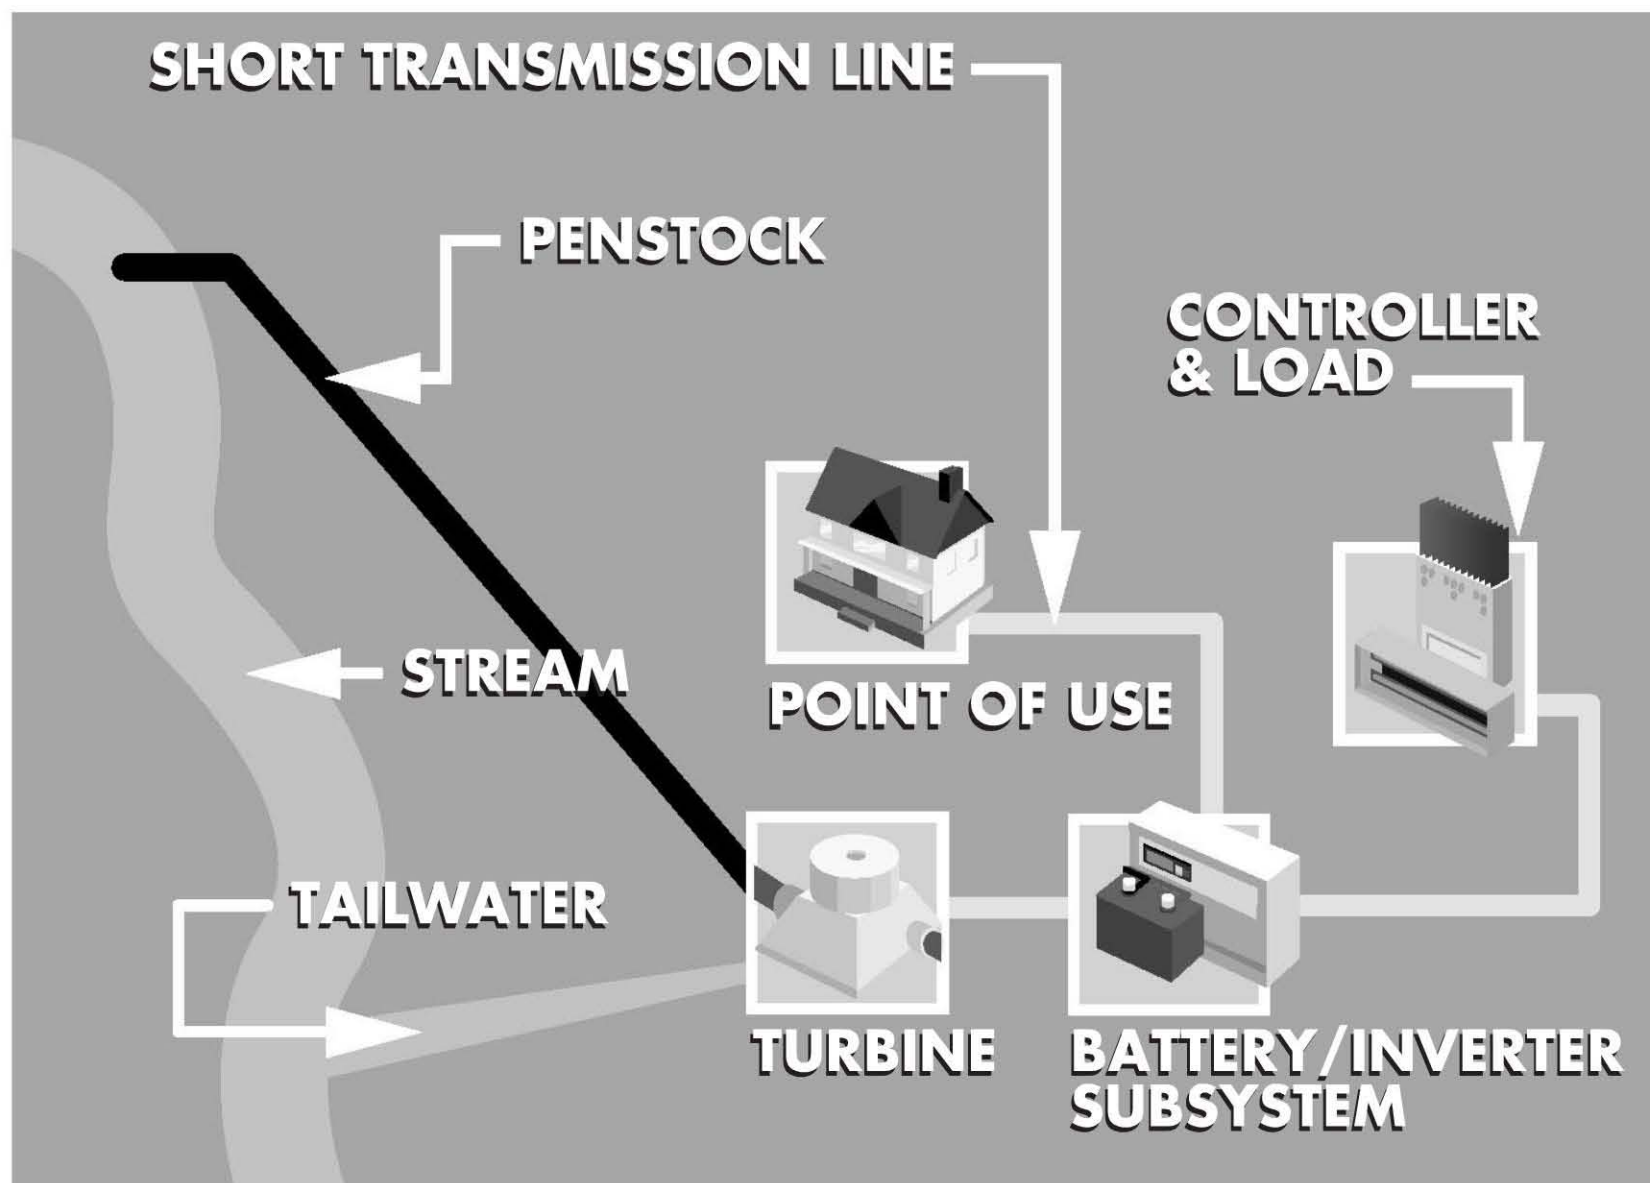 SHORT TRANSMISSION LINE
PENSTOCK
CONTROLLER
& LOAD
STREAM
POINT OF USE
TAILWATER
TURBINE
BATTERY/INVERTER
SUBSYSTEM